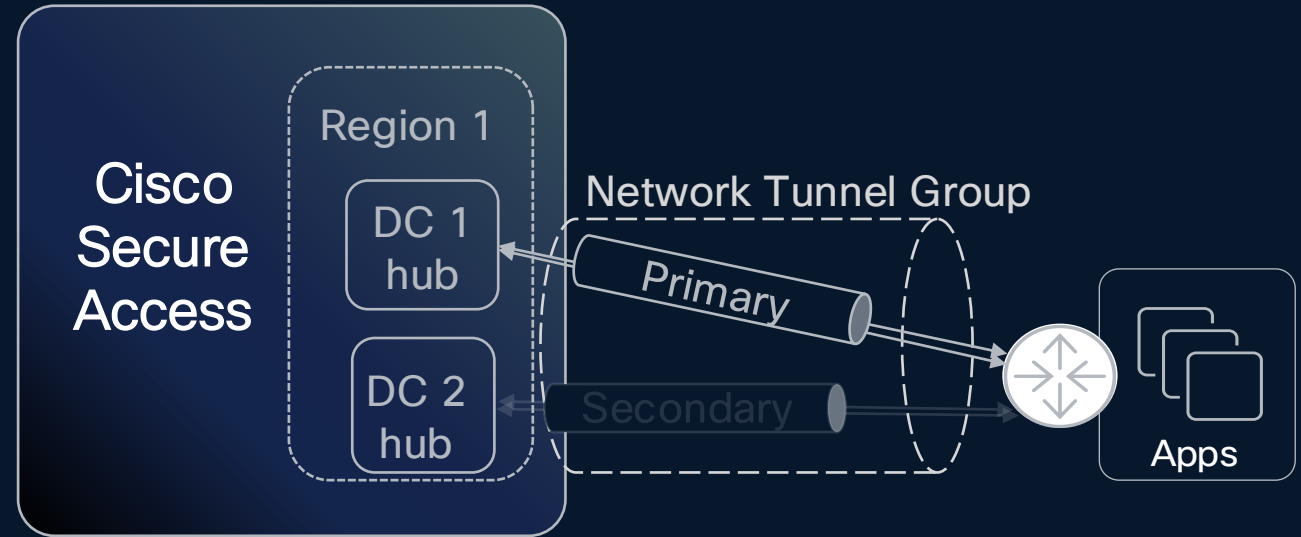 Cisco
Secure
Access
Region 1
DC 1
hub
DC 2
hub
Network Tunnel Group
Primary
Secondary
Apps